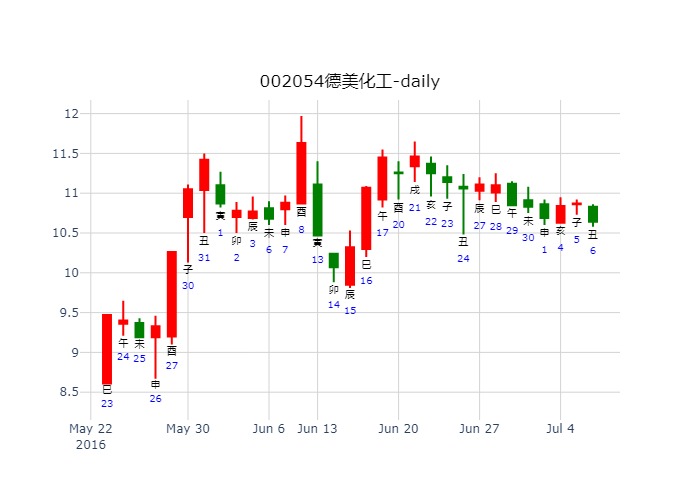 002054德美化工-daily
12
11.5
11
10.5
10
9.5
9
8.5
巳
23
午
24
未
25
申
26
酉
27
子
30
丑
31
寅
1
卯
2
辰
3
未
6
申
7
酉
8
寅
13
卯
14
辰
15
巳
16
午
17
酉
20
戌
21
亥
22
子
23
丑
24
辰
27
巳
28
午
29
未
30
申
1
亥
4
子
5
丑
6
May 22
2016
May 30
Jun 6
Jun 13
Jun 20
Jun 27
Jul 4